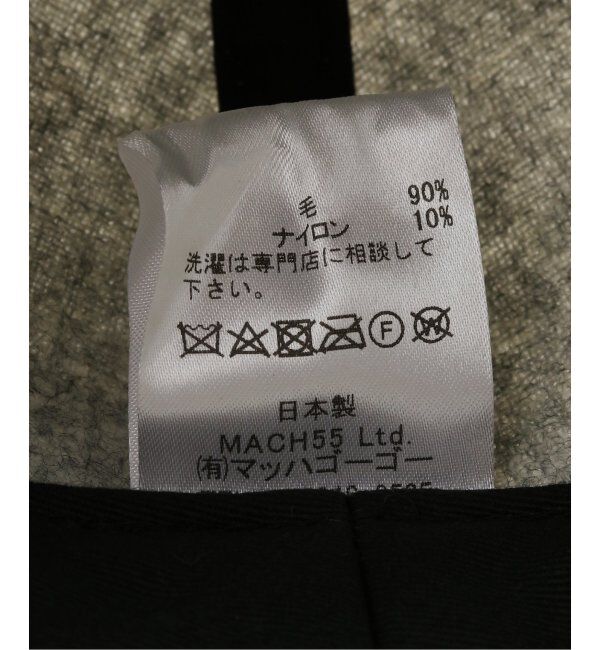 毛 90%
ナイロン 10%
洗濯は専門店に相談して
下さい。
F W
日本製
MACH55 Ltd.
㈲マッハゴーゴー